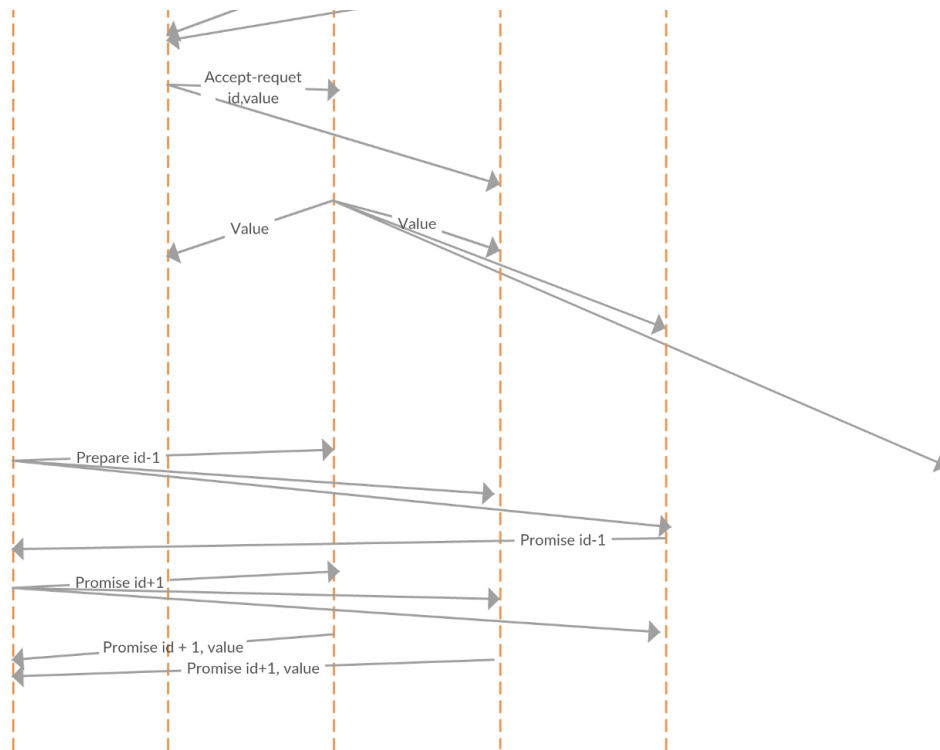 Accept-requet
id,value
Value
Value
Prepare id-1
Promise id-1
Promise id+1
Promise id + 1, value
Promise id+1, value